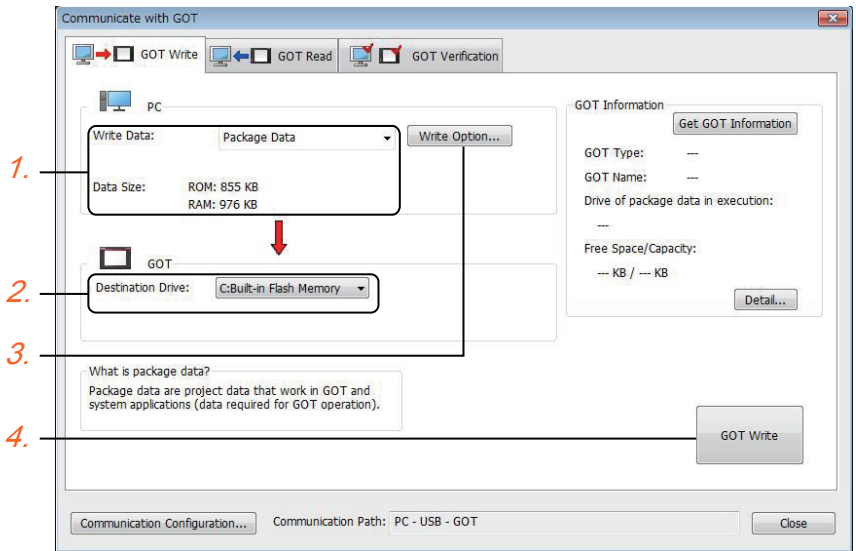 Communicate with GOT
GOT Write
GOT Read
GOT Verification
PC
Write Data:
Package Data
Write Option...
Data Size:
ROM: 855 KB
RAM: 976 KB
GOT
Destination Drive:
C:Built-in Flash Memory
What is package data?
Package data are project data that work in GOT and
system applications (data required for GOT operation).
GOT Information
Get GOT Information
GOT Type: ---
GOT Name: ---
Drive of package data in execution:
---
Free Space/Capacity:
--- KB / --- KB
Detail...
GOT Write
Communication Configuration...
Communication Path: PC - USB - GOT
Close
1.
2.
3.
4.